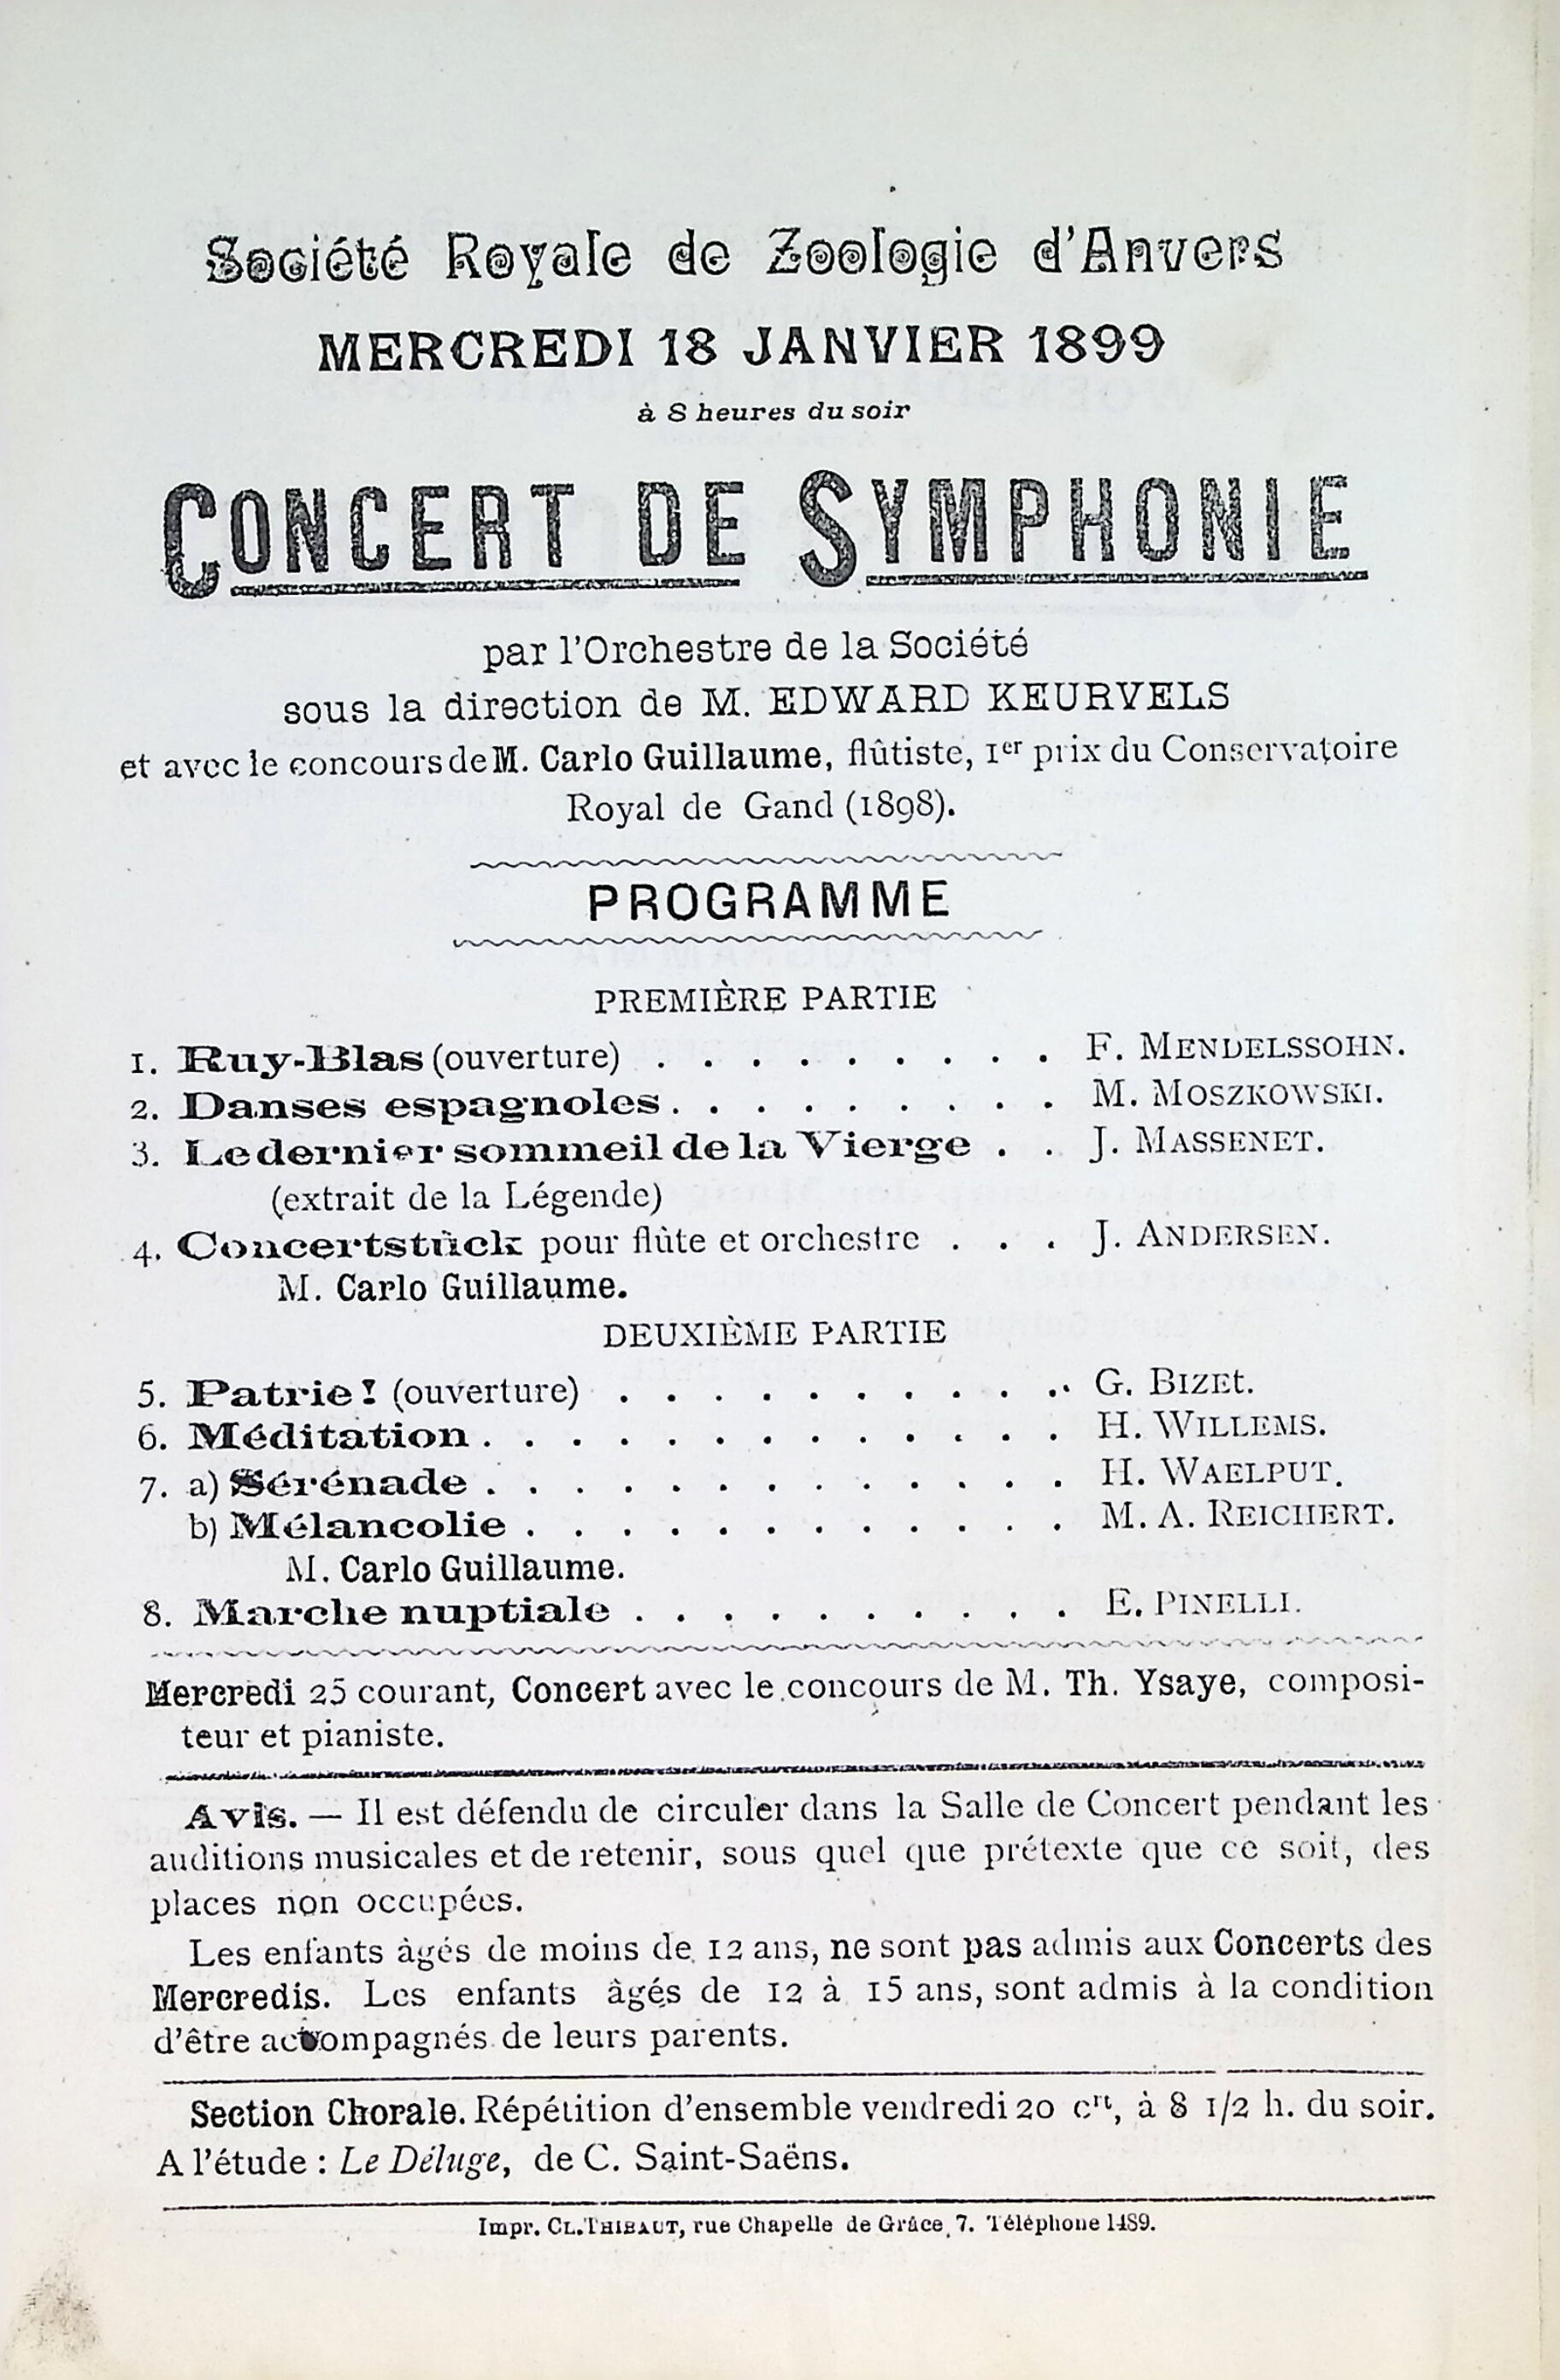 Société Royale de Zoologie d'Anvers
MERCREDI 18 JANVIER 1899
à 8 heures du soir
CONCERT DE SYMPHONIE
par l'Orchestre de la Société
sous la direction de M. EDWARD KEURVELS
et avec le concours de M. Carlo Guillaume, flûtiste, 1er prix du Conservatoire
Royal de Gand (1898).
PROGRAMME
PREMIÈRE PARTIE
1. Ruy-Blas (ouverture) . . . . . . . . . F. MENDELSSOHN.
2. Danses espagnoles . . . . . . . . . M. MOSZKOWSKI.
3. Le dernier sommeil de la Vierge . . J. MASSENET.
(extrait de la Légende)
4. Concertstück pour flûte et orchestre . . . J. ANDERSEN.
M. Carlo Guillaume.
DEUXIÈME PARTIE
5. Patrie! (ouverture) . . . . . . . . . . G. BIZEt.
6. Méditation . . . . . . . . . . . . . H. WILLEMS.
7. a) Sérénade . . . . . . . . . . . . . H. WAELPUT.
b) Mélancolie . . . . . . . . . . . . M. A. REICHERT.
M. Carlo Guillaume.
8. Marche nuptiale . . . . . . . . . . E. PINELLI.
Mercredi 25 courant, Concert avec le concours de M. Th. Ysaye, composi-
teur et pianiste.
Avis. — Il est défendu de circuler dans la Salle de Concert pendant les
auditions musicales et de retenir, sous quel que prétexte que ce soit, des
places non occupées.
Les enfants âgés de moins de 12 ans, ne sont pas admis aux Concerts des
Mercredis. Les enfants âgés de 12 à 15 ans, sont admis à la condition
d'être accompagnés de leurs parents.
Section Chorale. Répétition d'ensemble vendredi 20 crt, à 8 1/2 h. du soir.
A l'étude : Le Déluge, de C. Saint-Saëns.
Impr. CL. THIBAUT, rue Chapelle de Grâce, 7. Téléphone 1489.